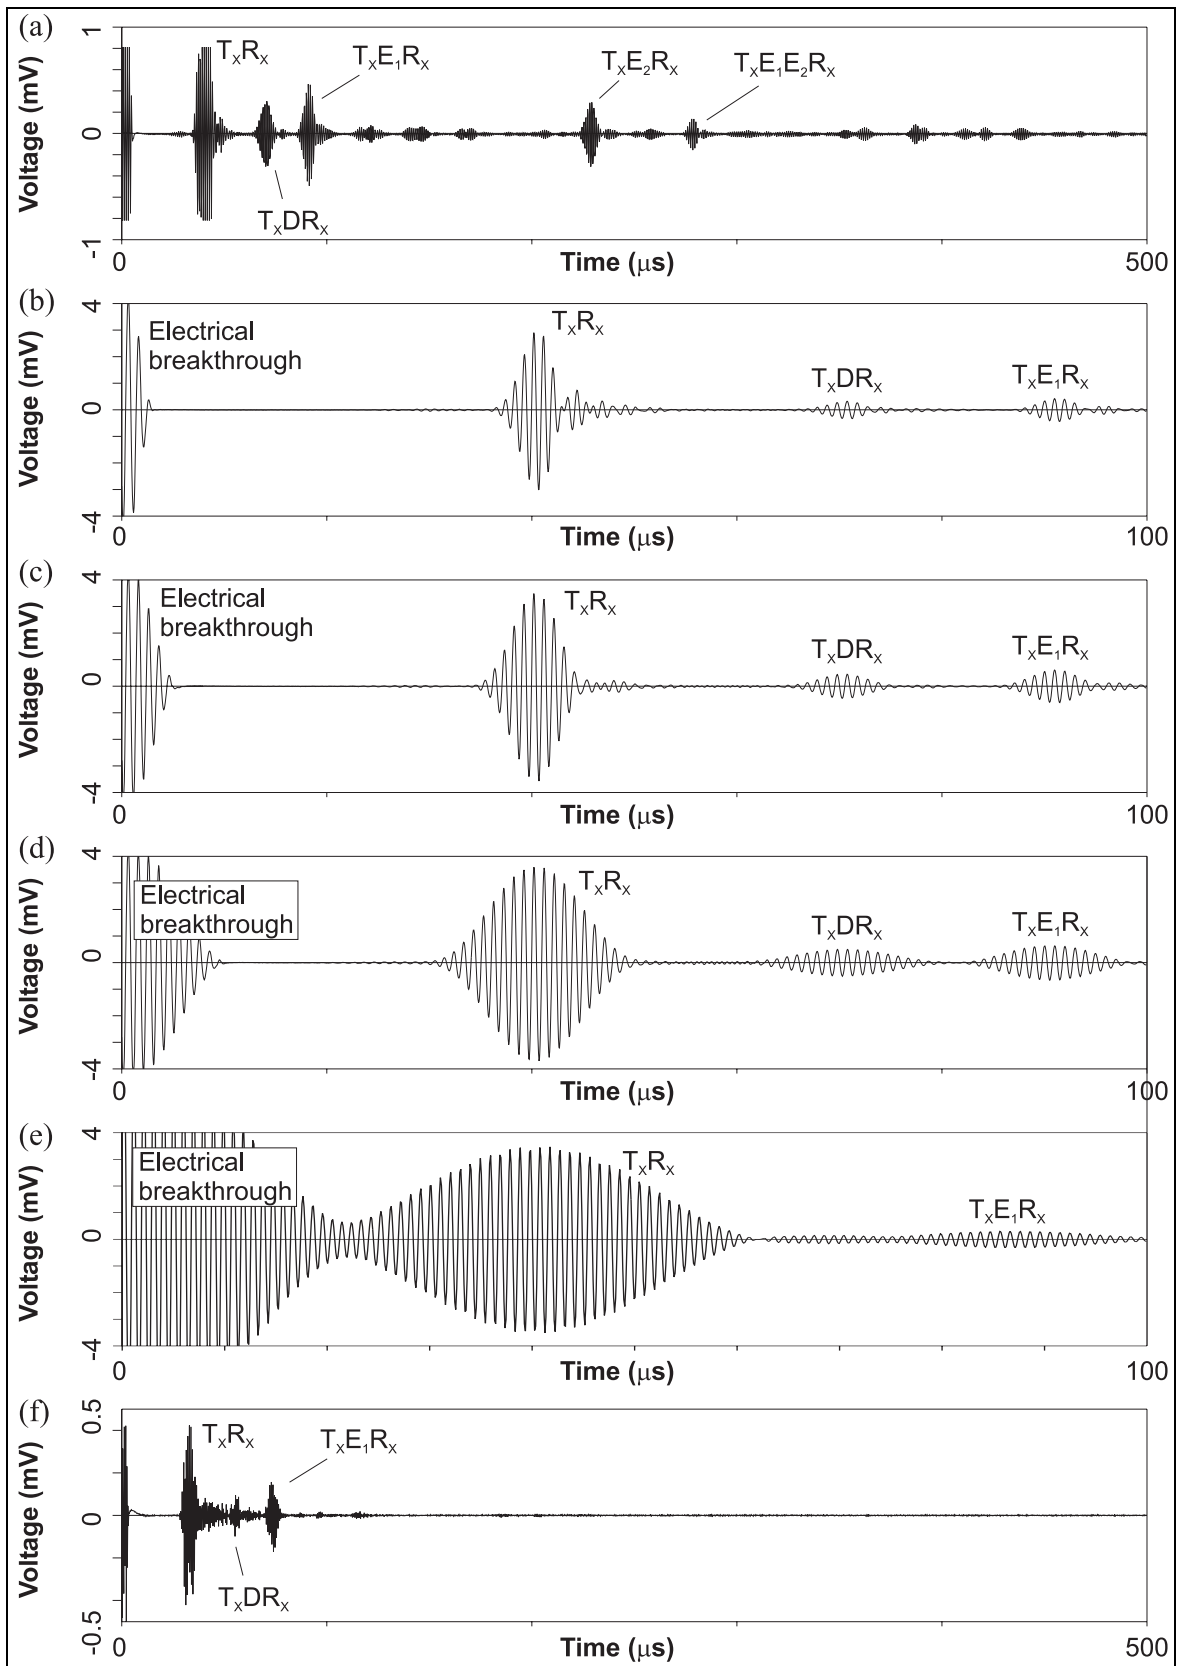 (a)
Voltage (mV)
1
0
-1
TₓRₓ
TₓE₁Rₓ
TₓDRₓ
TₓE₂Rₓ
TₓE₁E₂Rₓ
0
Time (μs)
500
(b)
Voltage (mV)
4
0
-4
Electrical
breakthrough
TₓRₓ
TₓDRₓ
TₓE₁Rₓ
0
Time (μs)
100
(c)
Voltage (mV)
4
0
-4
Electrical
breakthrough
TₓRₓ
TₓDRₓ
TₓE₁Rₓ
0
Time (μs)
100
(d)
Voltage (mV)
4
0
-4
Electrical
breakthrough
TₓRₓ
TₓDRₓ
TₓE₁Rₓ
0
Time (μs)
100
(e)
Voltage (mV)
4
0
-4
Electrical
breakthrough
TₓRₓ
TₓE₁Rₓ
0
Time (μs)
100
(f)
Voltage (mV)
0.5
0
-0.5
TₓRₓ
TₓE₁Rₓ
TₓDRₓ
0
Time (μs)
500